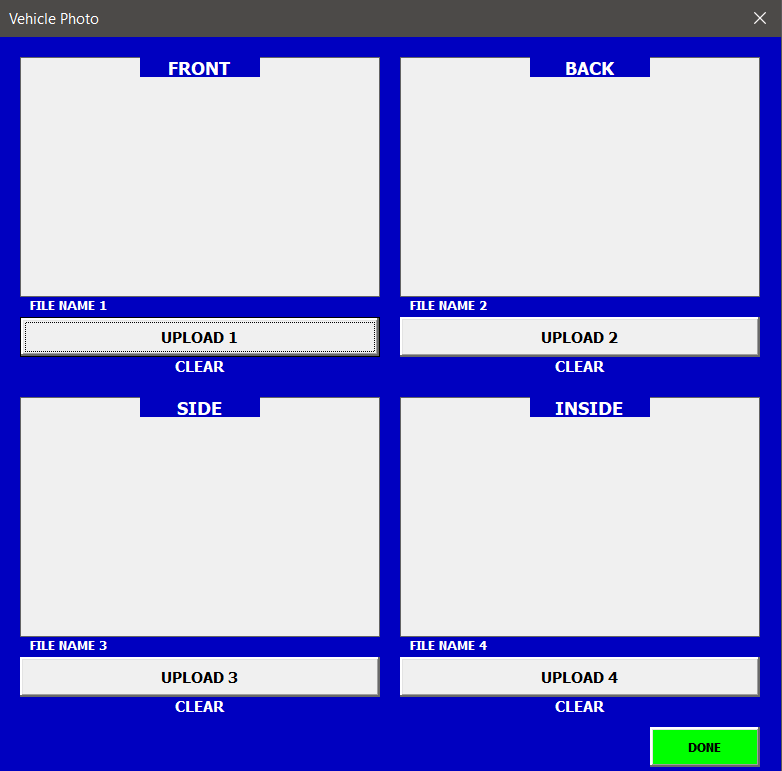 Vehicle Photo
FRONT
BACK
FILE NAME 1
FILE NAME 2
UPLOAD 1
UPLOAD 2
CLEAR
CLEAR
SIDE
INSIDE
FILE NAME 3
FILE NAME 4
UPLOAD 3
UPLOAD 4
CLEAR
CLEAR
DONE